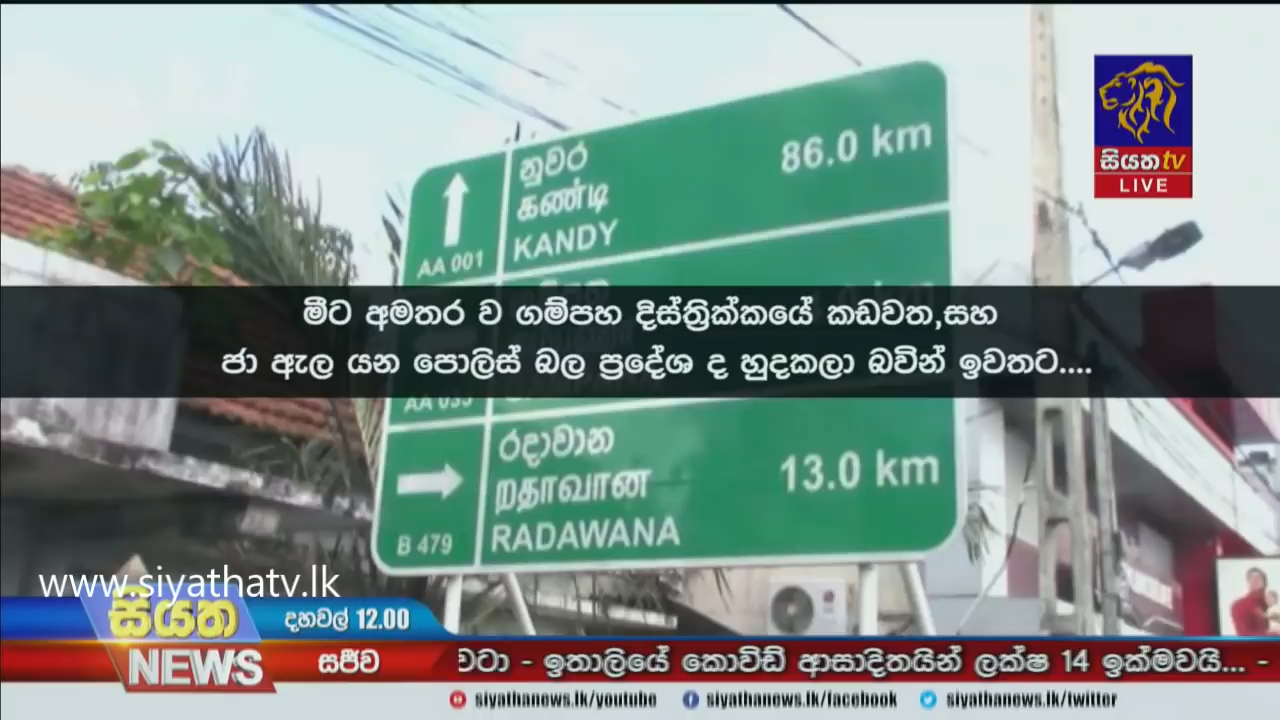 සියත tv
LIVE
නුවර
கண்டி
KANDY
86.0 km
AA 001
මීට අමතර ව ගම්පහ දිස්ත්‍රික්කයේ කඩවත,සහ
ජා ඇල යන පොලිස් බල ප්‍රදේශ ද හුදකලා බවින් ඉවතට....
රදාවාන
றதாவான
RADAWANA
13.0 km
B 479
www.siyathatv.lk
සියත
NEWS
දහවල් 12.00
සජීව
වටා - ඉතාලියේ කොවිඩ් ආසාදිතයින් ලක්ෂ 14 ඉක්මවයි... -
siyathanews.lk/youtube
siyathanews.lk/facebook
siyathanews.lk/twitter